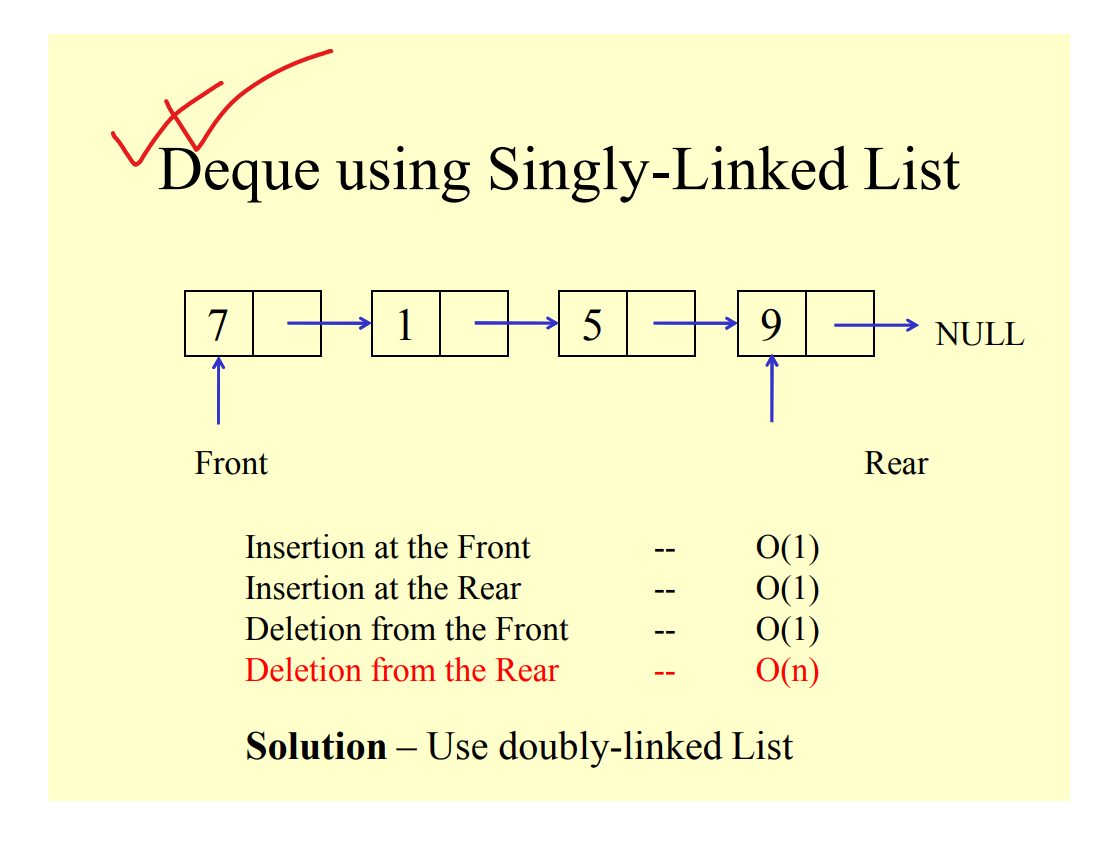 Deque using Singly-Linked List
7 1 5 9 NULL
Front Rear
Insertion at the Front -- O(1)
Insertion at the Rear -- O(1)
Deletion from the Front -- O(1)
Deletion from the Rear -- O(n)
Solution – Use doubly-linked List